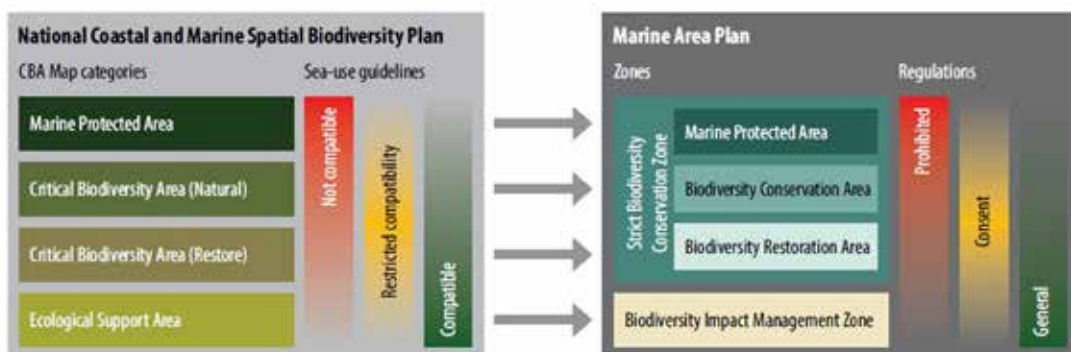 National Coastal and Marine Spatial Biodiversity Plan
CBA Map categories
Sea-use guidelines
Marine Protected Area
Critical Biodiversity Area (Natural)
Critical Biodiversity Area (Restore)
Ecological Support Area
Not compatible
Restricted compatibility
Compatible
Marine Area Plan
Zones
Regulations
Strict Biodiversity
Conservation Zone
Marine Protected Area
Biodiversity Conservation Area
Biodiversity Restoration Area
Biodiversity Impact Management Zone
Prohibited
Consent
General